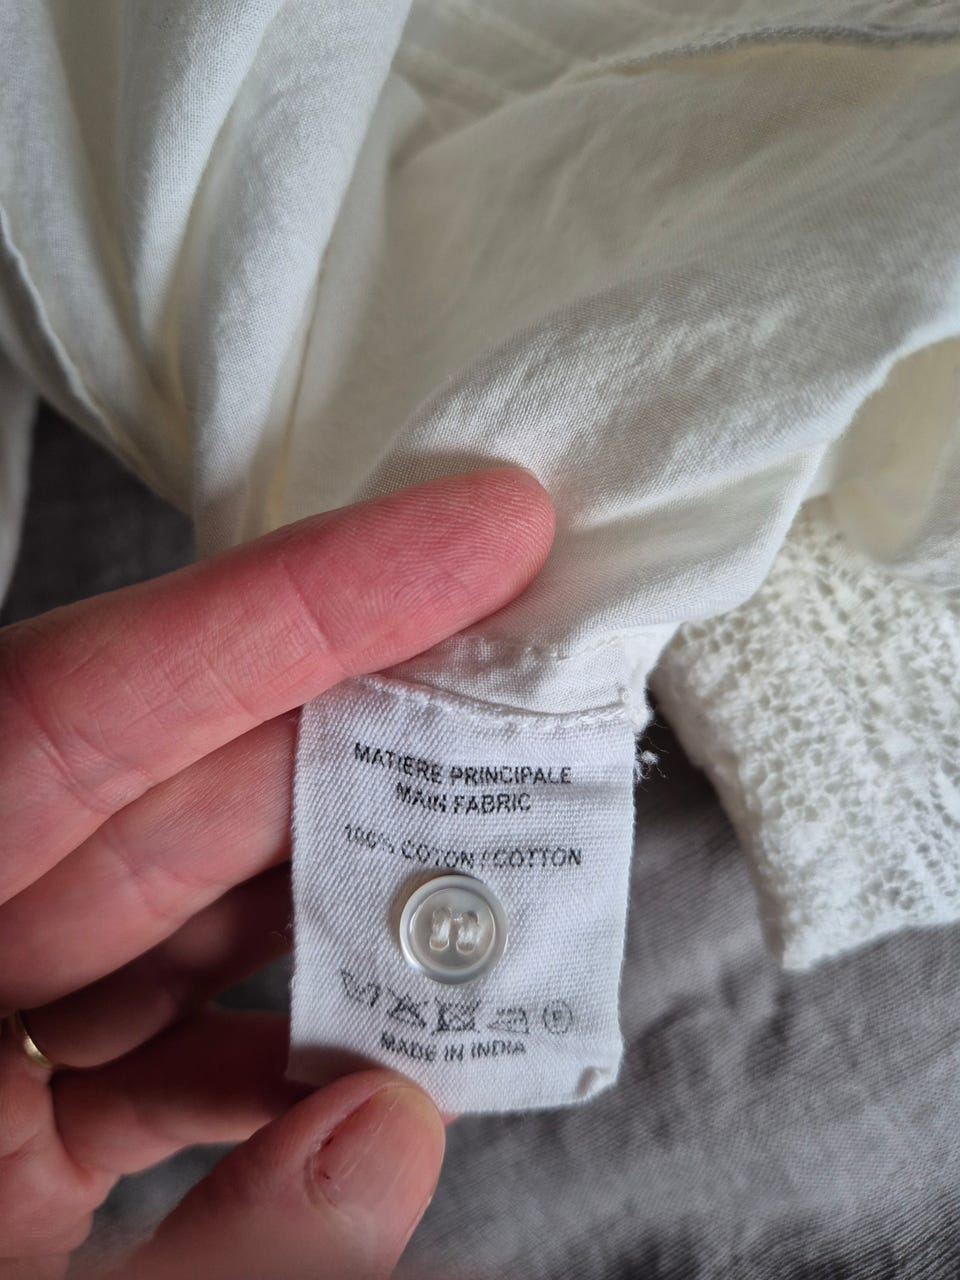 MATIERE PRINCIPALE
MAIN FABRIC
100% COTON / COTTON
MADE IN INDIA